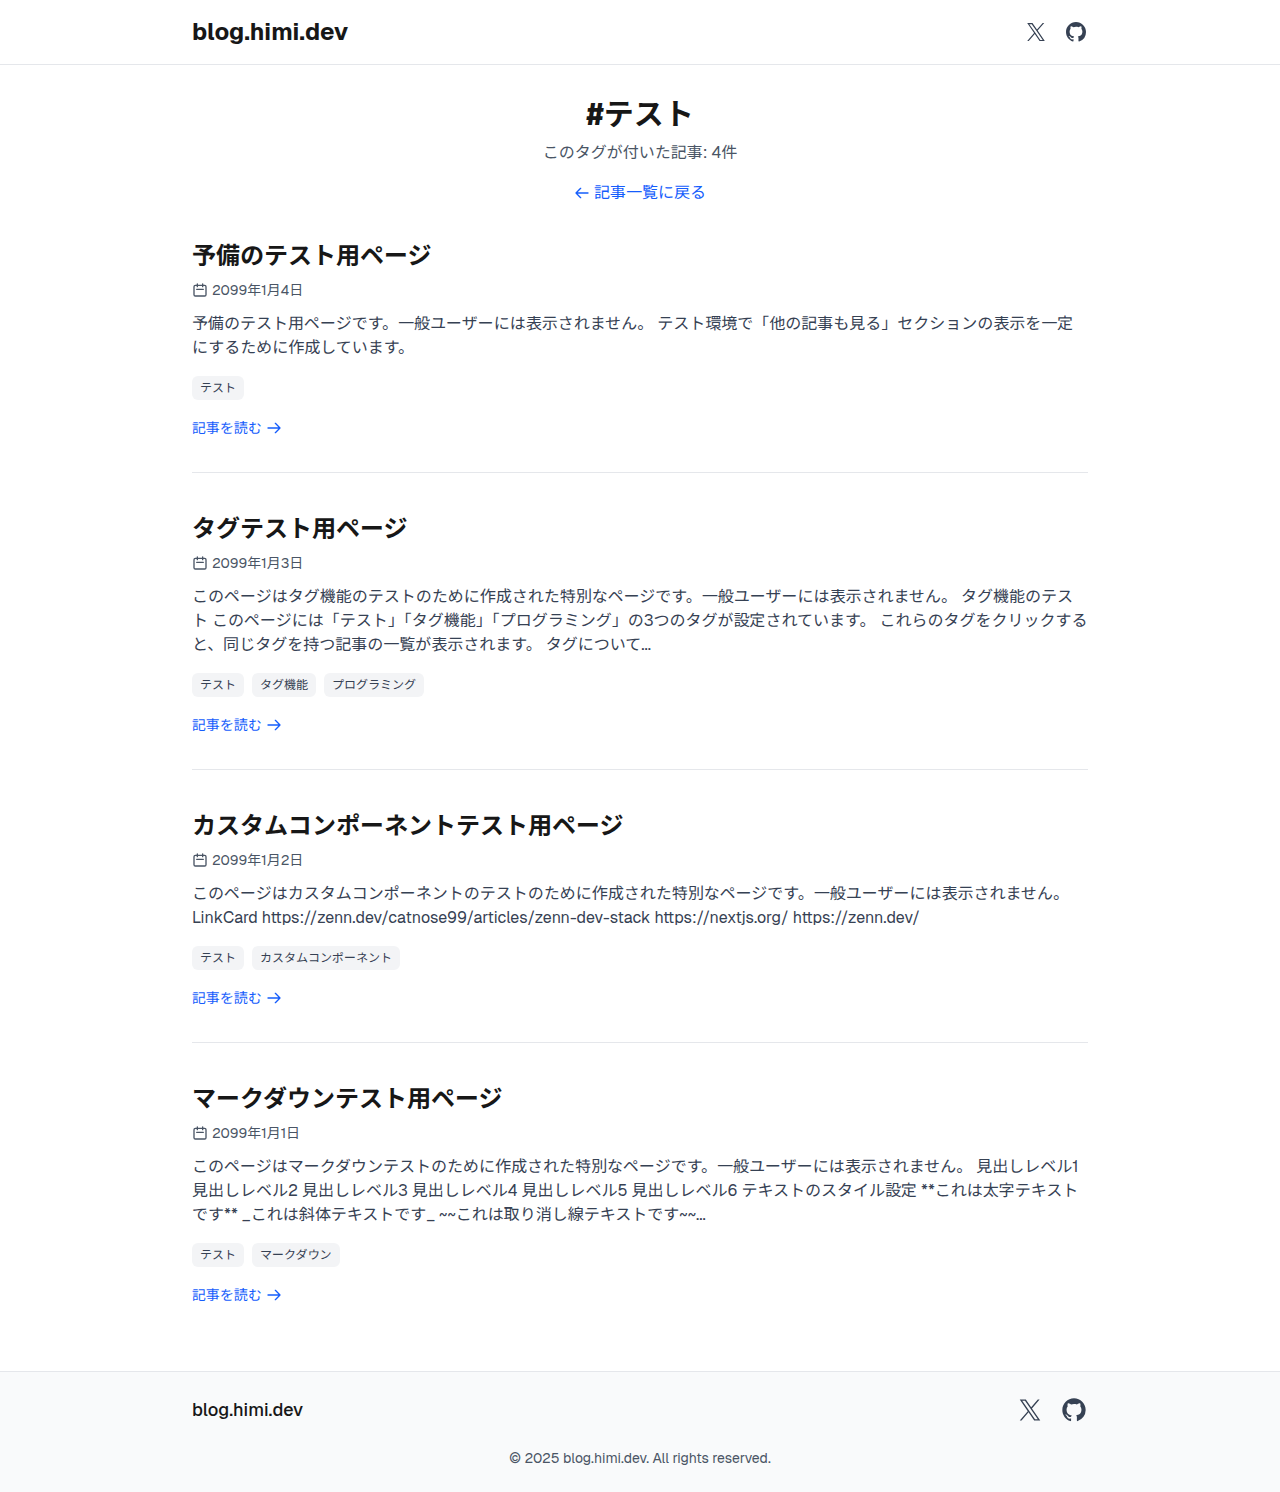 blog.himi.dev
#テスト
このタグが付いた記事: 4件
← 記事一覧に戻る
予備のテスト用ページ
2099年1月4日
予備のテスト用ページです。一般ユーザーには表示されません。 テスト環境で「他の記事も見る」セクションの表示を一定
にするために作成しています。
テスト
記事を読む →
タグテスト用ページ
2099年1月3日
このページはタグ機能のテストのために作成された特別なページです。一般ユーザーには表示されません。 タグ機能のテス
ト このページには「テスト」「タグ機能」「プログラミング」の3つのタグが設定されています。 これらのタグをクリックする
と、同じタグを持つ記事の一覧が表示されます。 タグについて...
テスト タグ機能 プログラミング
記事を読む →
カスタムコンポーネントテスト用ページ
2099年1月2日
このページはカスタムコンポーネントのテストのために作成された特別なページです。一般ユーザーには表示されません。
LinkCard https://zenn.dev/catnose99/articles/zenn-dev-stack https://nextjs.org/ https://zenn.dev/
テスト カスタムコンポーネント
記事を読む →
マークダウンテスト用ページ
2099年1月1日
このページはマークダウンテストのために作成された特別なページです。一般ユーザーには表示されません。 見出しレベル1
見出しレベル2 見出しレベル3 見出しレベル4 見出しレベル5 見出しレベル6 テキストのスタイル設定 **これは太字テキスト
です** _これは斜体テキストです_ ~~これは取り消し線テキストです~~...
テスト マークダウン
記事を読む →
blog.himi.dev
© 2025 blog.himi.dev. All rights reserved.